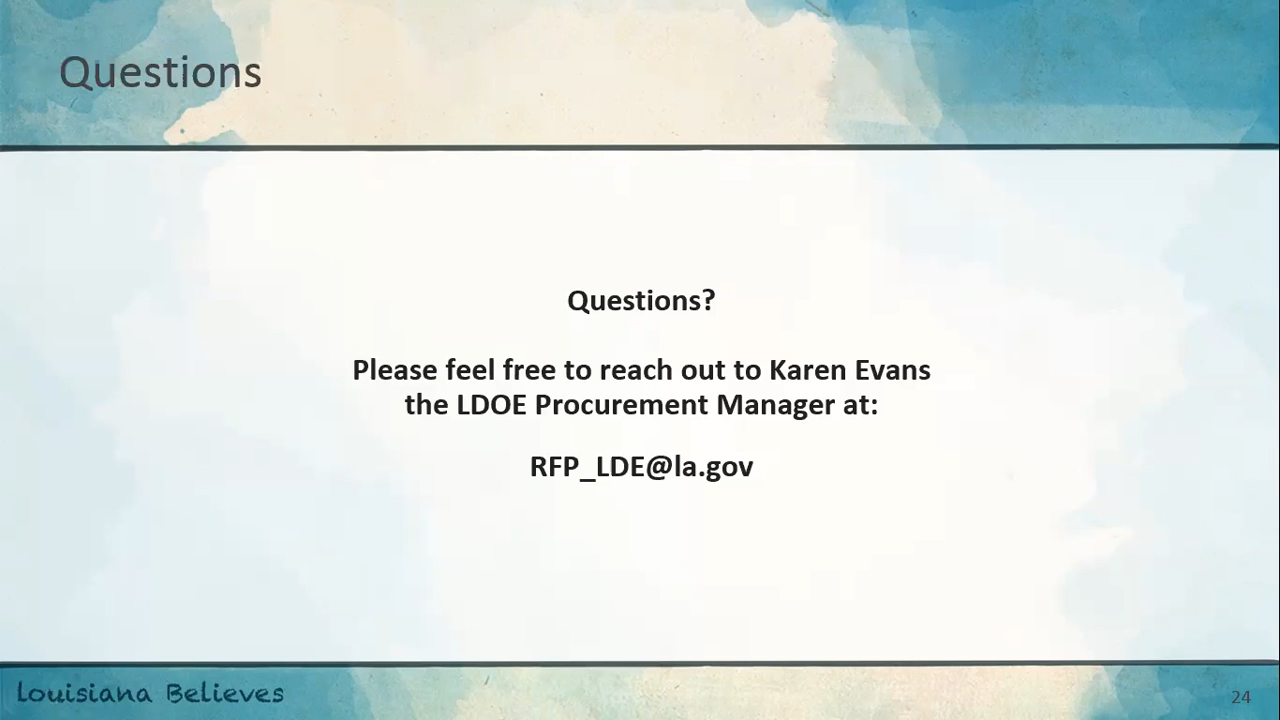 Questions
Questions?
Please feel free to reach out to Karen Evans
the LDOE Procurement Manager at:
RFP_LDE@la.gov
Louisiana Believes
24